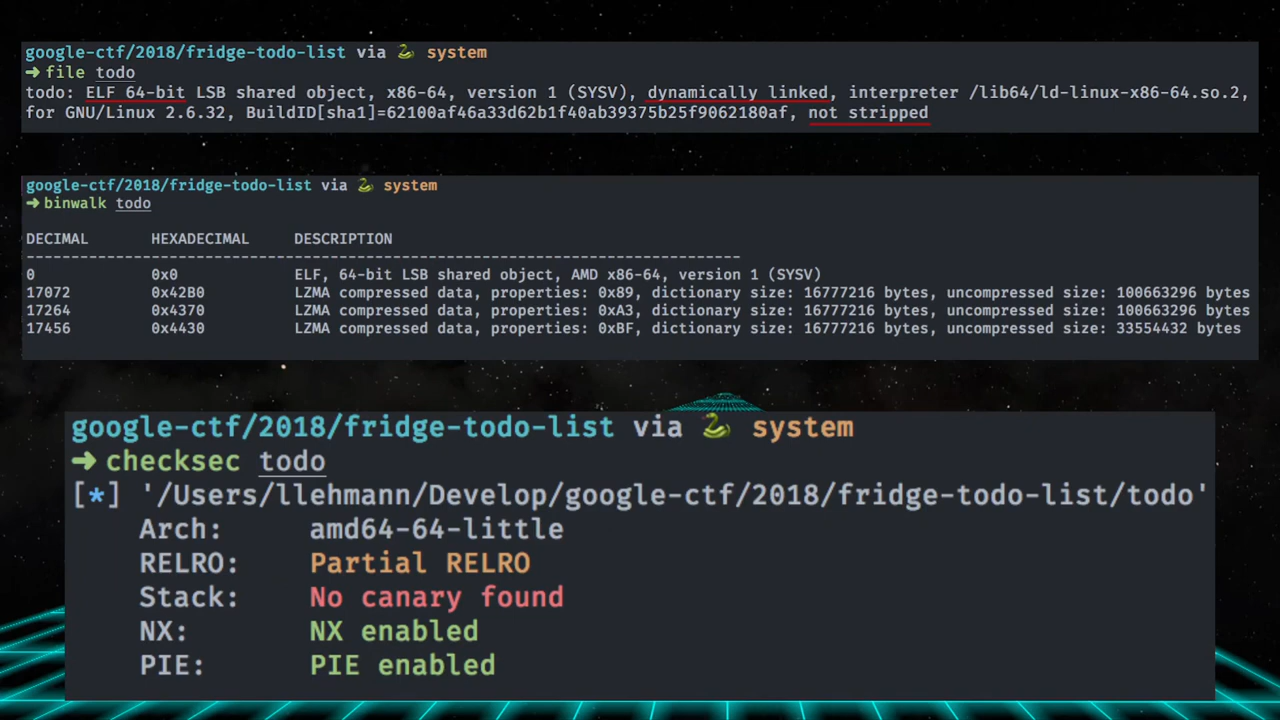 google-ctf/2018/fridge-todo-list via 🐍 system
➜ file todo
todo: ELF 64-bit LSB shared object, x86-64, version 1 (SYSV), dynamically linked, interpreter /lib64/ld-linux-x86-64.so.2,
for GNU/Linux 2.6.32, BuildID[sha1]=62100af46a33d62b1f40ab39375b25f9062180af, not stripped
google-ctf/2018/fridge-todo-list via 🐍 system
➜ binwalk todo
DECIMAL HEXADECIMAL DESCRIPTION
--------------------------------------------------------------------------------
0 0x0 ELF, 64-bit LSB shared object, AMD x86-64, version 1 (SYSV)
17072 0x42B0 LZMA compressed data, properties: 0x89, dictionary size: 16777216 bytes, uncompressed size: 100663296 bytes
17264 0x4370 LZMA compressed data, properties: 0xA3, dictionary size: 16777216 bytes, uncompressed size: 100663296 bytes
17456 0x4430 LZMA compressed data, properties: 0xBF, dictionary size: 16777216 bytes, uncompressed size: 33554432 bytes
google-ctf/2018/fridge-todo-list via 🐍 system
➜ checksec todo
[*] '/Users/llehmann/Develop/google-ctf/2018/fridge-todo-list/todo'
Arch: amd64-64-little
RELRO: Partial RELRO
Stack: No canary found
NX: NX enabled
PIE: PIE enabled